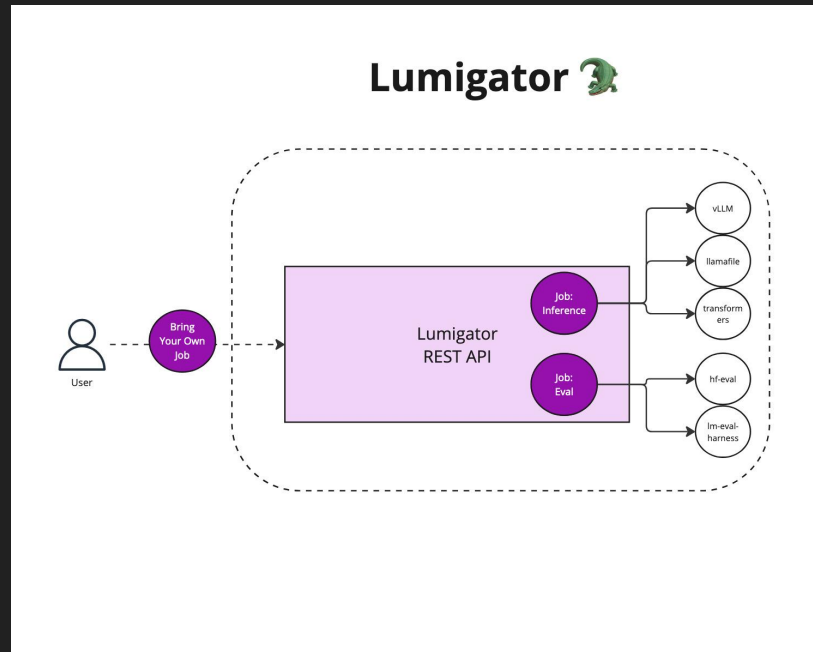 Lumigator 🐊
vLLM
llamafile
transform
ers
Job:
Inference
Bring
Your Own
Job
Lumigator
REST API
User
Job:
Eval
hf-eval
lm-eval-
harness